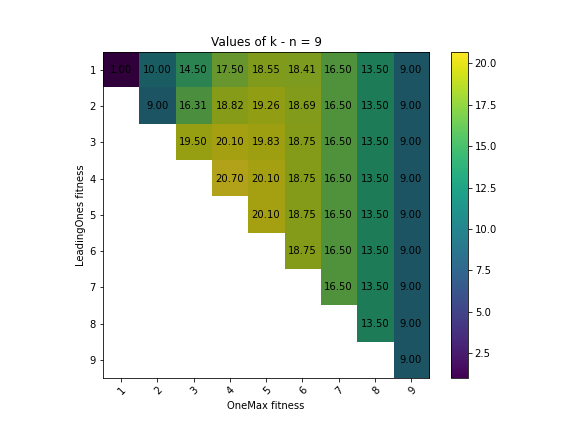 Values of k - n = 9
1 1.00 10.00 14.50 17.50 18.55 18.41 16.50 13.50 9.00
2 9.00 16.31 18.82 19.26 18.69 16.50 13.50 9.00
3 19.50 20.10 19.83 18.75 16.50 13.50 9.00
4 20.70 20.10 18.75 16.50 13.50 9.00
5 20.10 18.75 16.50 13.50 9.00
6 18.75 16.50 13.50 9.00
7 16.50 13.50 9.00
8 13.50 9.00
9 9.00
LeadingOnes fitness
1 2 3 4 5 6 7 8 9
OneMax fitness
20.0
17.5
15.0
12.5
10.0
7.5
5.0
2.5